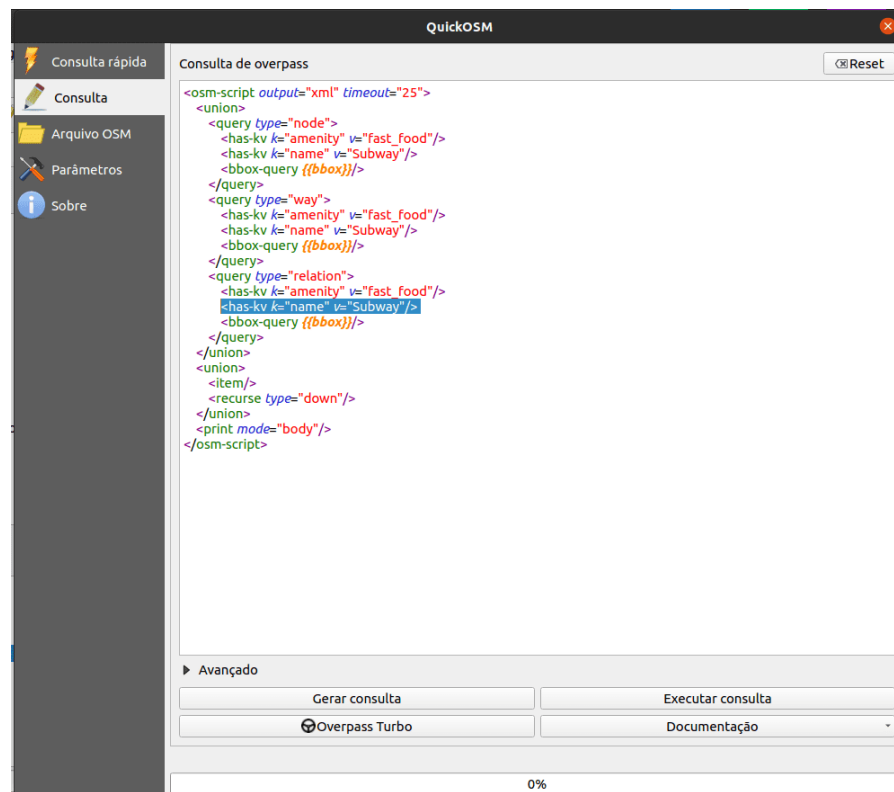 QuickOSM
Consulta rápida
Consulta
Arquivo OSM
Parâmetros
Sobre
Consulta de overpass
Reset
<osm-script output="xml" timeout="25">
  <union>
    <query type="node">
      <has-kv k="amenity" v="fast_food"/>
      <has-kv k="name" v="Subway"/>
      <bbox-query {{bbox}}/>
    </query>
    <query type="way">
      <has-kv k="amenity" v="fast_food"/>
      <has-kv k="name" v="Subway"/>
      <bbox-query {{bbox}}/>
    </query>
    <query type="relation">
      <has-kv k="amenity" v="fast_food"/>
      <has-kv k="name" v="Subway"/>
      <bbox-query {{bbox}}/>
    </query>
  </union>
  <union>
    <item/>
    <recurse type="down"/>
  </union>
  <print mode="body"/>
</osm-script>
Avançado
Gerar consulta
Executar consulta
Overpass Turbo
Documentação
0%